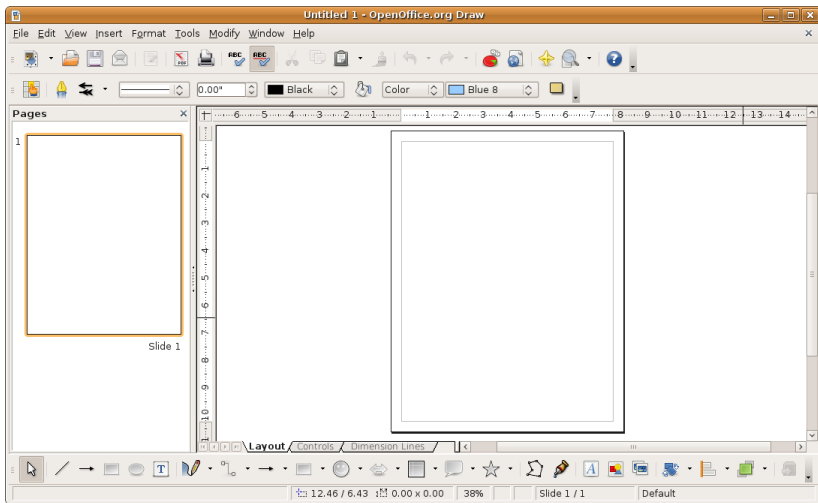 Untitled 1 - OpenOffice.org Draw
File Edit View Insert Format Tools Modify Window Help
ABC ABC
0.00" Black Color Blue 8
Pages
6 5 4 3 2 1 1 2 3 4 5 6 7 8 9 10 11 12 13 14
1
1
2
3
4
5
6
7
8
9
10
Slide 1
Layout Controls Dimension Lines
T A
12.46 / 6.43 0.00 x 0.00 38% Slide 1 / 1 Default